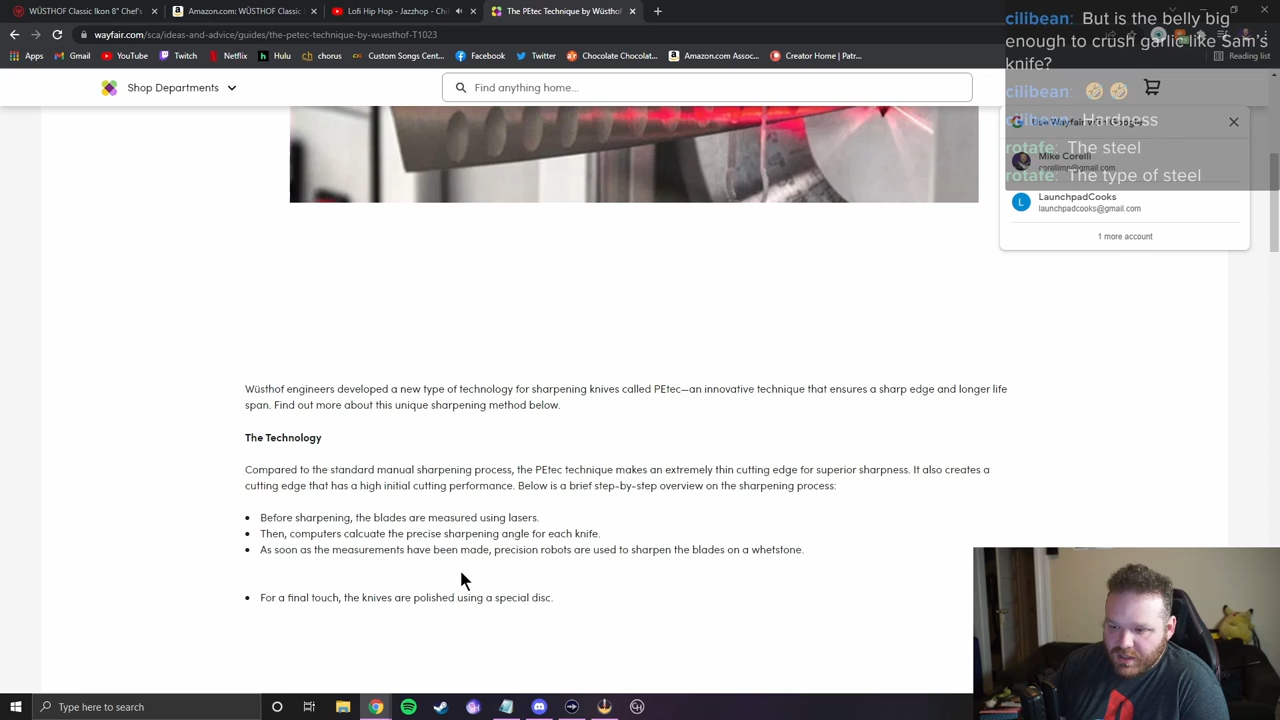 WÜSTHOF Classic Ikon 8" Chef's
Amazon.com: WÜSTHOF Classic
Lofi Hip Hop - Jazzhop - Chi
The PEtec Technique by Wüsthof
wayfair.com/sca/ideas-and-advice/guides/the-petec-technique-by-wuesthof-T1023
Apps
Gmail
YouTube
Twitch
Netflix
Hulu
chorus
Custom Songs Cent...
Facebook
Twitter
Chocolate Chocolat...
Amazon.com Assoc...
Creator Home | Patr...
Reading list
cilibean: But is the belly big
enough to crush garlic like Sam's
knife?
cilibean:
cilibean: Hardness
rotafe: The steel
rotafe: The type of steel
Shop Departments
Find anything home...
Mike Corelli
LaunchpadCooks
launchpadcooks@gmail.com
1 more account
Wüsthof engineers developed a new type of technology for sharpening knives called PEtec—an innovative technique that ensures a sharp edge and longer life
span. Find out more about this unique sharpening method below.
The Technology
Compared to the standard manual sharpening process, the PEtec technique makes an extremely thin cutting edge for superior sharpness. It also creates a
cutting edge that has a high initial cutting performance. Below is a brief step-by-step overview on the sharpening process:
• Before sharpening, the blades are measured using lasers.
• Then, computers calcuate the precise sharpening angle for each knife.
• As soon as the measurements have been made, precision robots are used to sharpen the blades on a whetstone.
• For a final touch, the knives are polished using a special disc.
Type here to search